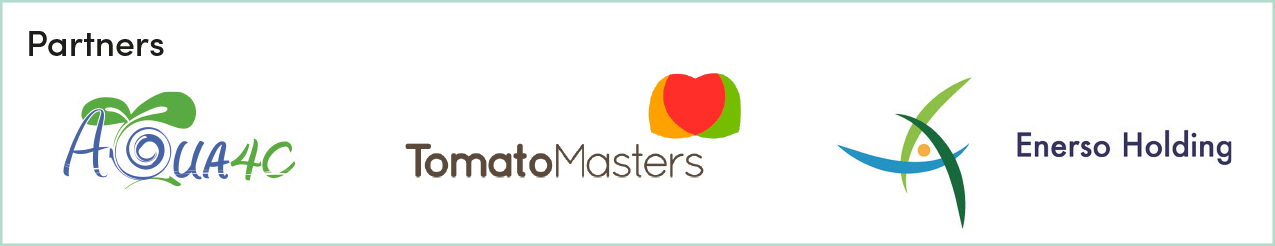 Partners
AQUA4C
TomatoMasters
Enerso Holding